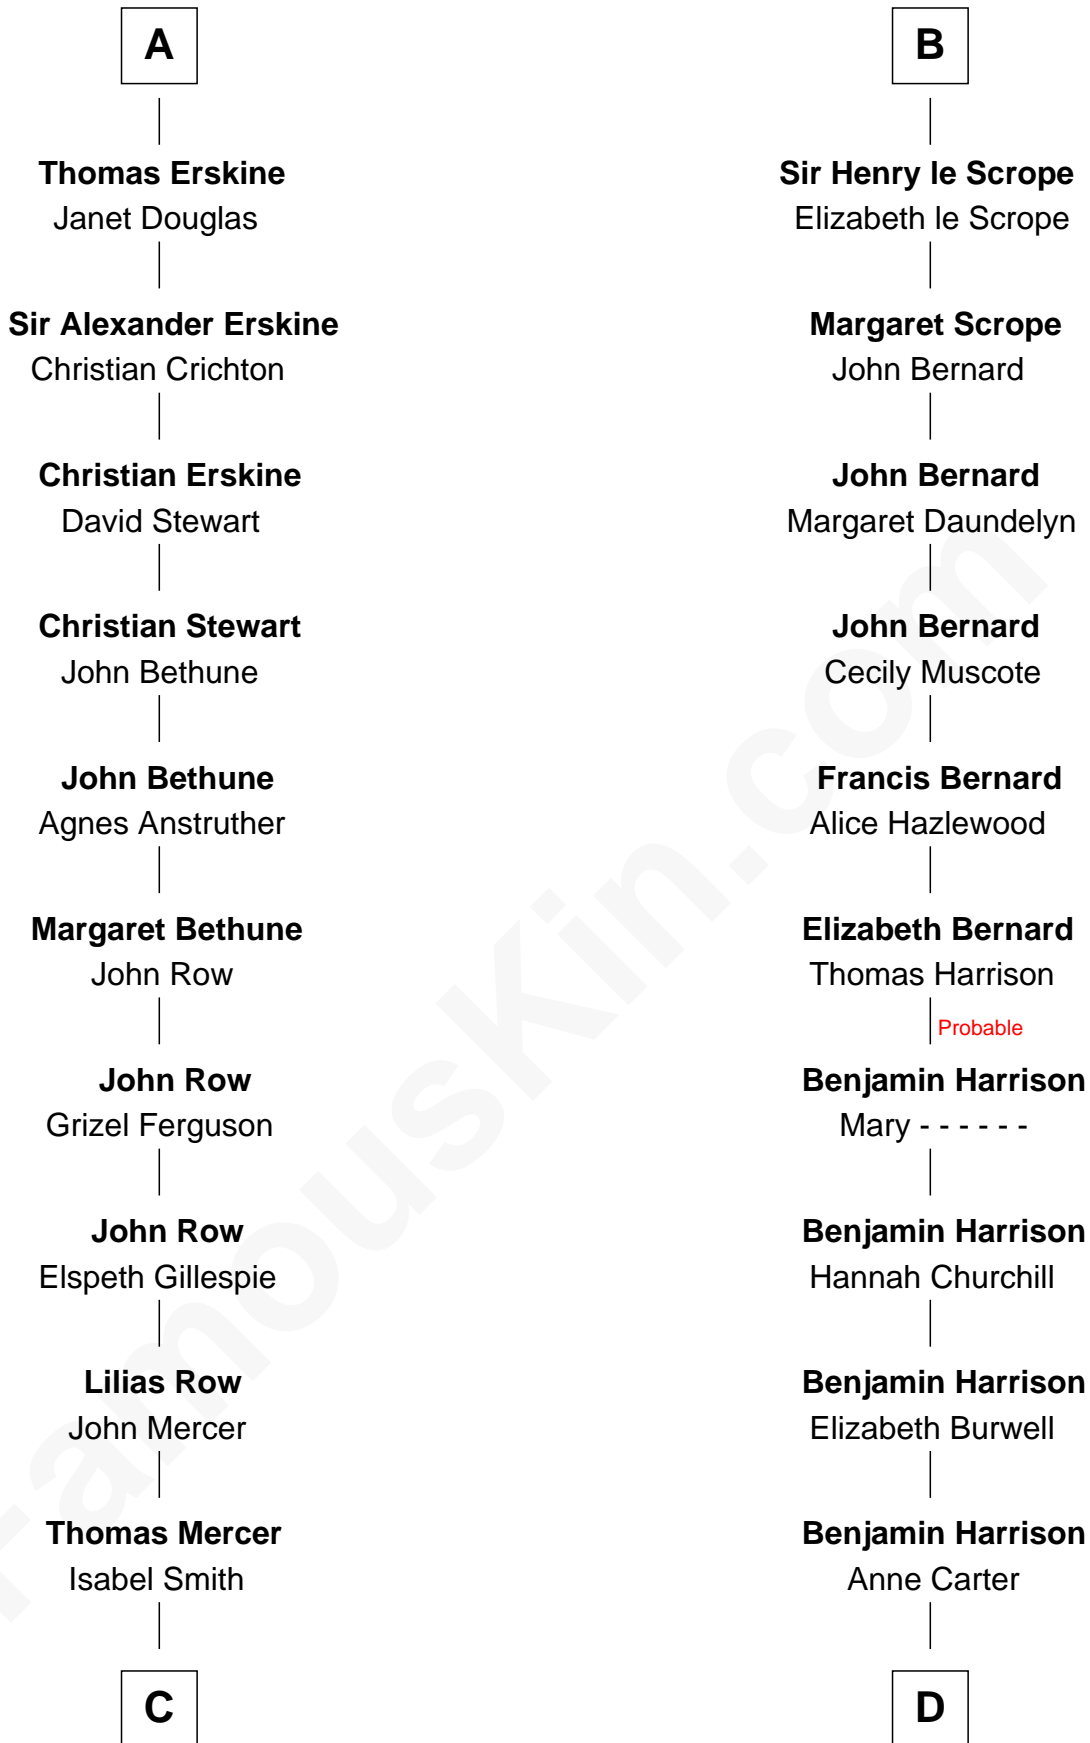 A
Thomas Erskine
Janet Douglas
Sir Alexander Erskine
Christian Crichton
Christian Erskine
David Stewart
Christian Stewart
John Bethune
John Bethune
Agnes Anstruther
Margaret Bethune
John Row
John Row
Grizel Ferguson
John Row
Elspeth Gillespie
Lilias Row
John Mercer
Thomas Mercer
Isabel Smith
C
B
Sir Henry le Scrope
Elizabeth le Scrope
Margaret Scrope
John Bernard
John Bernard
Margaret Daundelyn
John Bernard
Cecily Muscote
Francis Bernard
Alice Hazlewood
Elizabeth Bernard
Thomas Harrison
Probable
Benjamin Harrison
Mary - - - - - -
Benjamin Harrison
Hannah Churchill
Benjamin Harrison
Elizabeth Burwell
Benjamin Harrison
Anne Carter
D
FamousKin.com